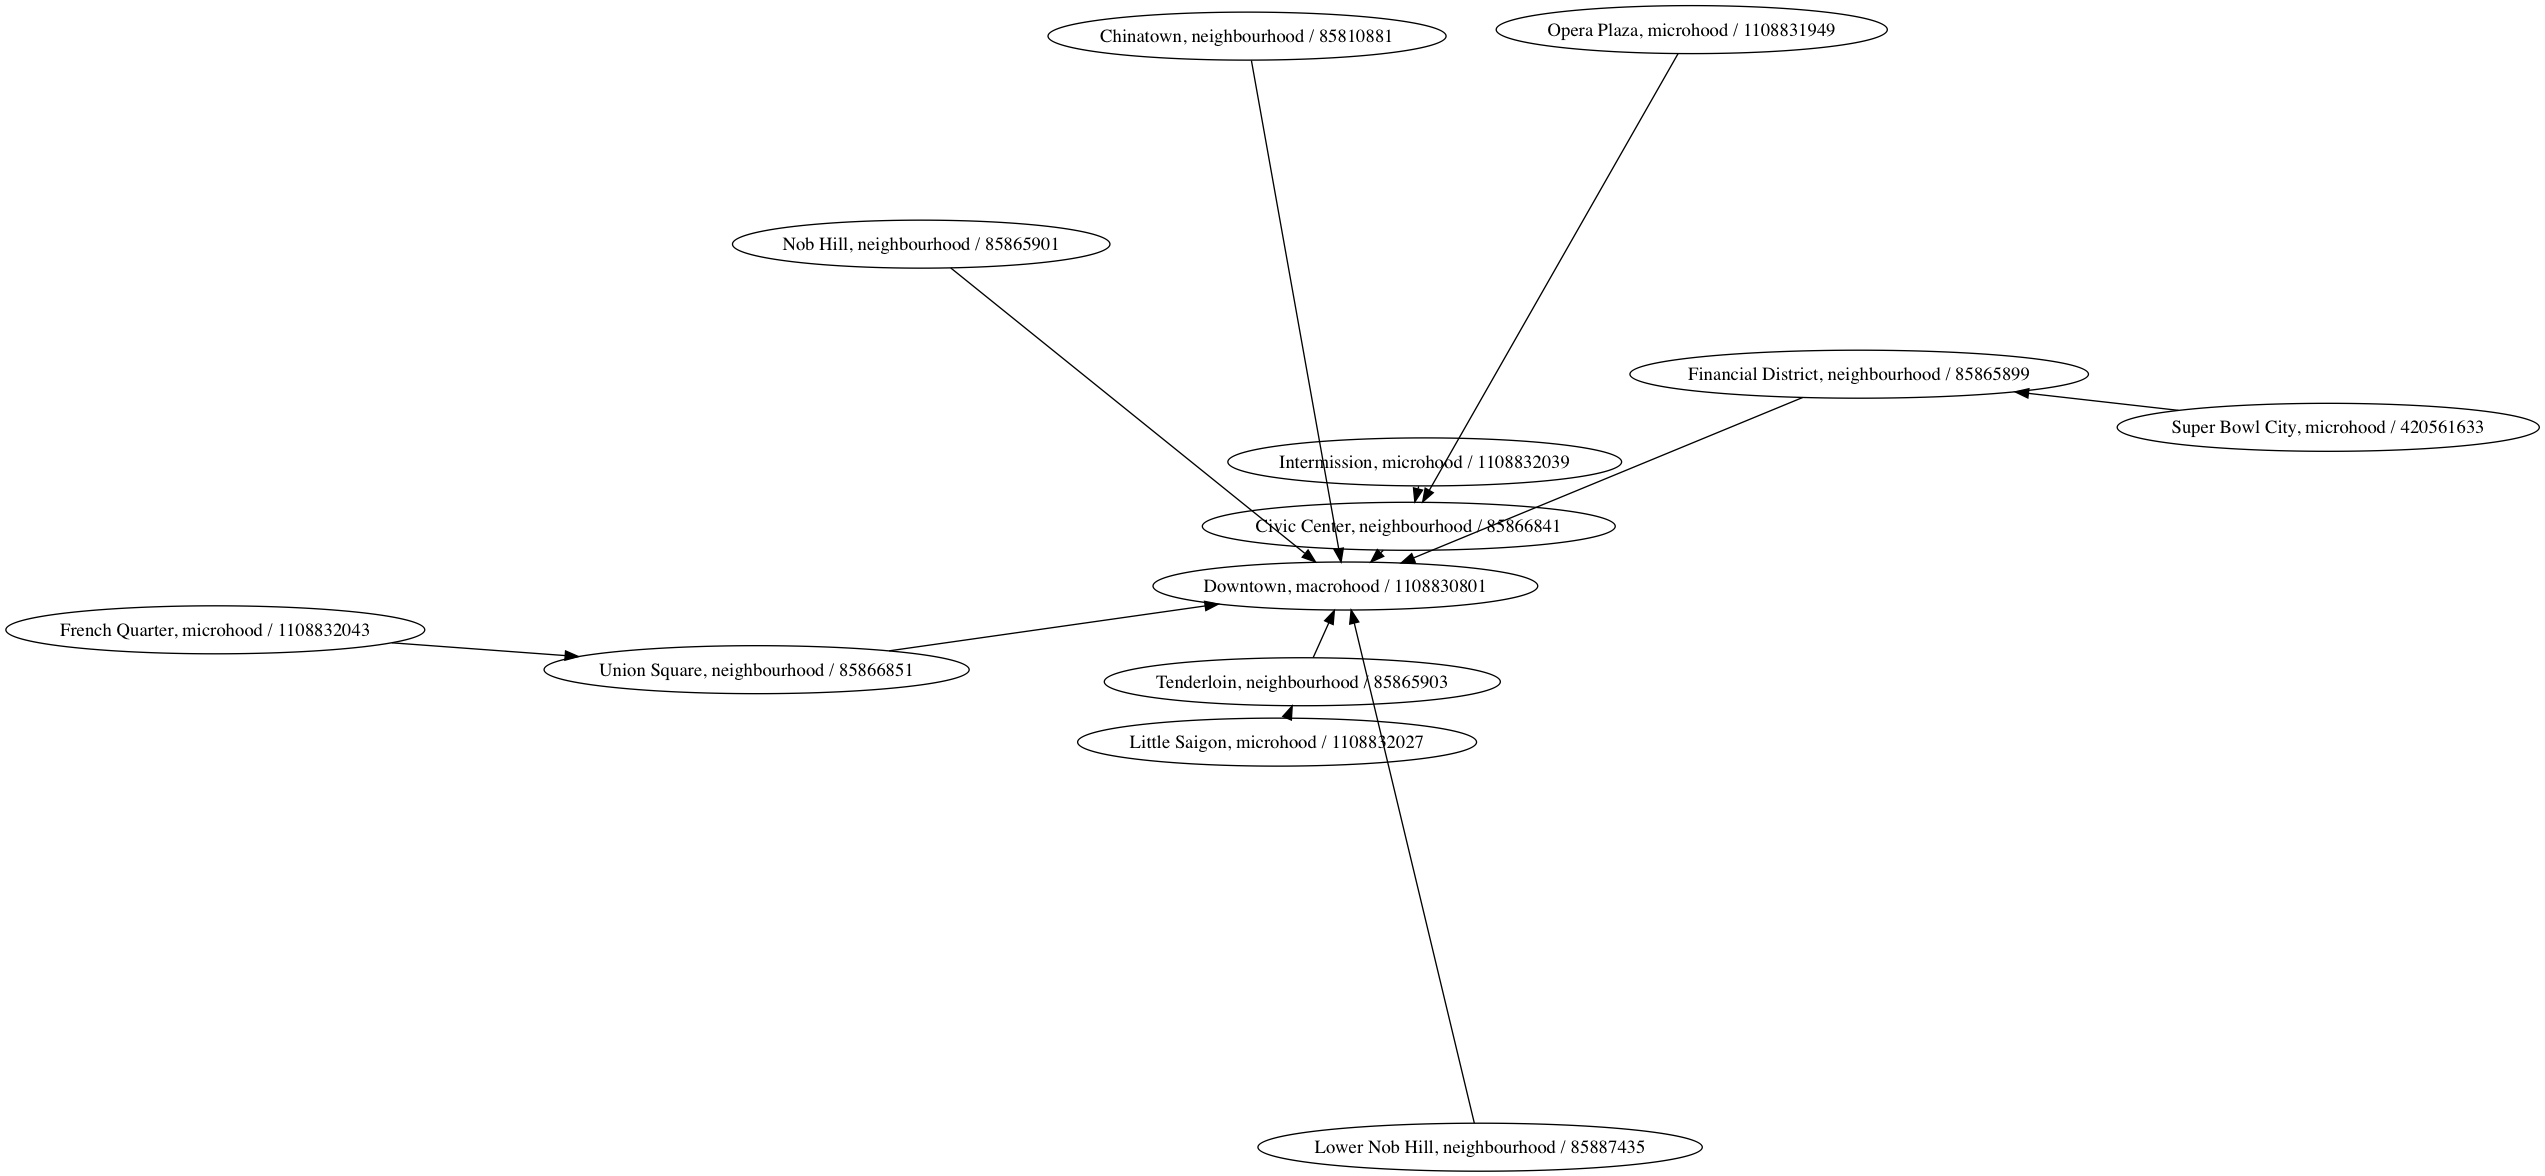 Opera Plaza, microhood / 1108831949
Chinatown, neighbourhood / 85810881
Nob Hill, neighbourhood / 85865901
Financial District, neighbourhood / 85865899
Super Bowl City, microhood / 420561633
Intermission, microhood / 1108832039
Civic Center, neighbourhood / 85866841
Downtown, macrohood / 1108830801
French Quarter, microhood / 1108832043
Union Square, neighbourhood / 85866851
Tenderloin, neighbourhood / 85865903
Little Saigon, microhood / 1108832027
Lower Nob Hill, neighbourhood / 85887435